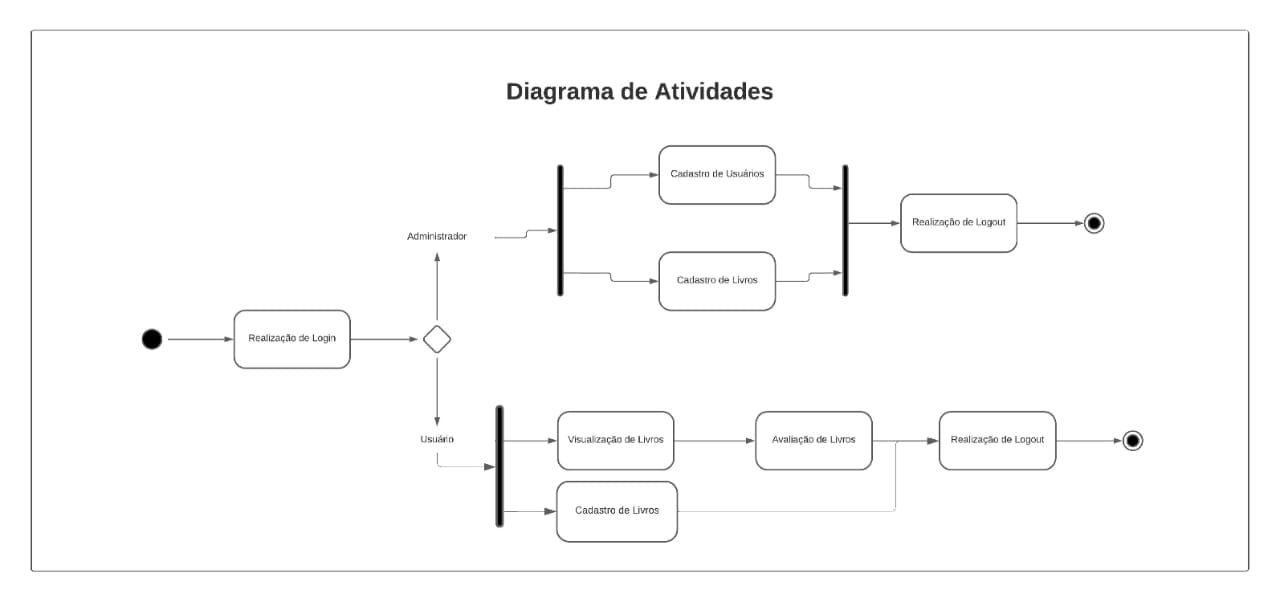 Diagrama de Atividades
Cadastro de Usuários
Realização de Logout
Administrador
Cadastro de Livros
Realização de Login
Usuário
Visualização de Livros
Avaliação de Livros
Realização de Logout
Cadastro de Livros